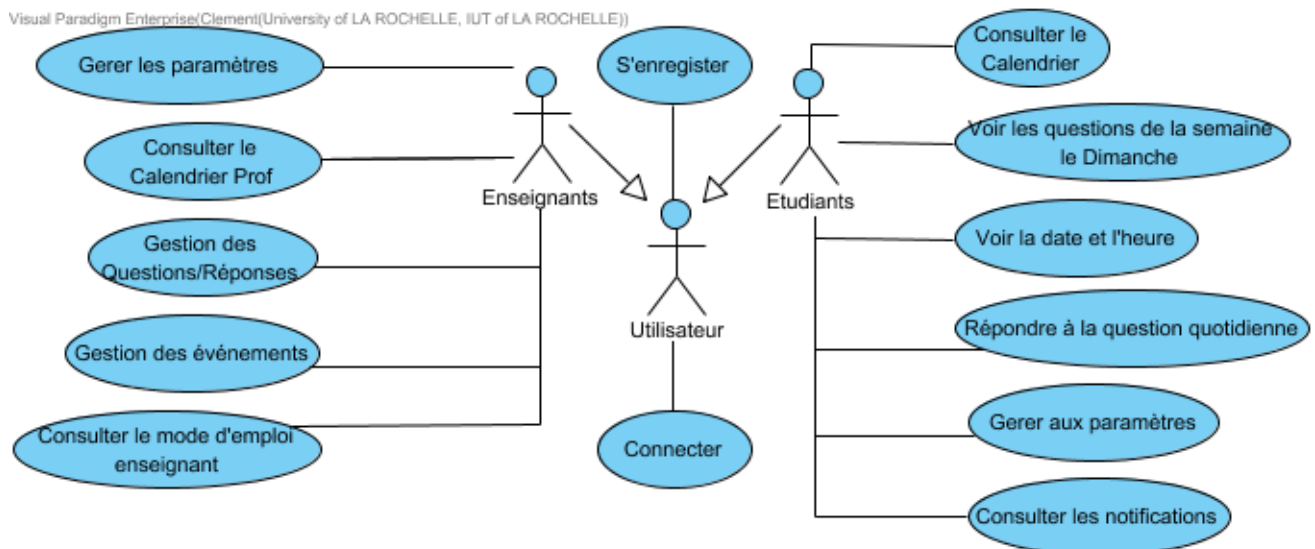 Visual Paradigm Enterprise(Clement(University of LA ROCHELLE, IUT of LA ROCHELLE))
Gerer les paramètres
Consulter le
Calendrier Prof
Gestion des
Questions/Réponses
Gestion des événements
Consulter le mode d'emploi
enseignant
Enseignants
S'enregister
Utilisateur
Connecter
Etudiants
Consulter le
Calendrier
Voir les questions de la semaine
le Dimanche
Voir la date et l'heure
Répondre à la question quotidienne
Gerer aux paramètres
Consulter les notifications